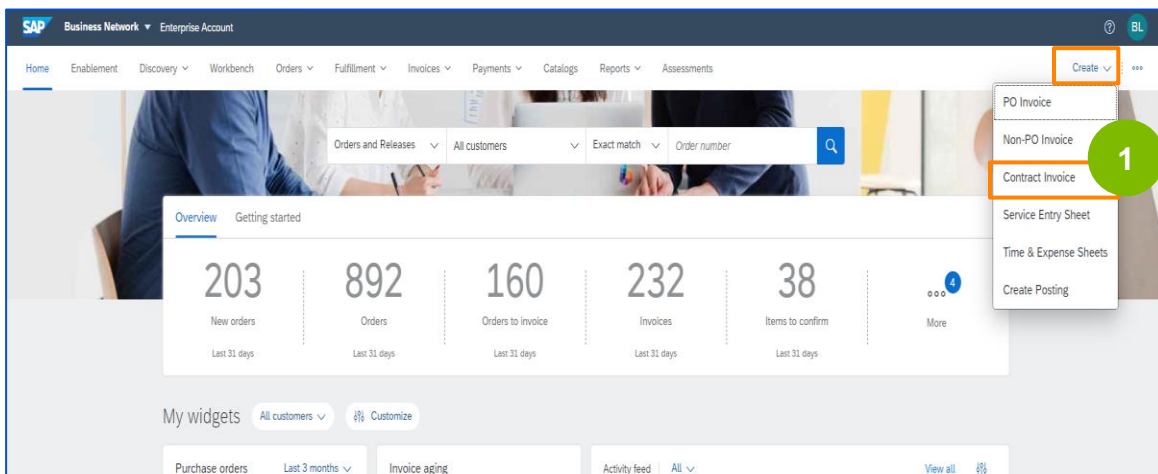 SAP Business Network Enterprise Account BL
Home Enablement Discovery Workbench Orders Fulfillment Invoices Payments Catalogs Reports Assessments Create
PO Invoice
Non-PO Invoice
Contract Invoice
Service Entry Sheet
Time & Expense Sheets
Create Posting
1
Orders and Releases All customers Exact match Order number
Overview Getting started
203 892 160 232 38 4
New orders Orders Orders to invoice Invoices Items to confirm More
Last 31 days Last 31 days Last 31 days Last 31 days Last 31 days
My widgets All customers Customize
Purchase orders Last 3 months Invoice aging Activity feed All View all